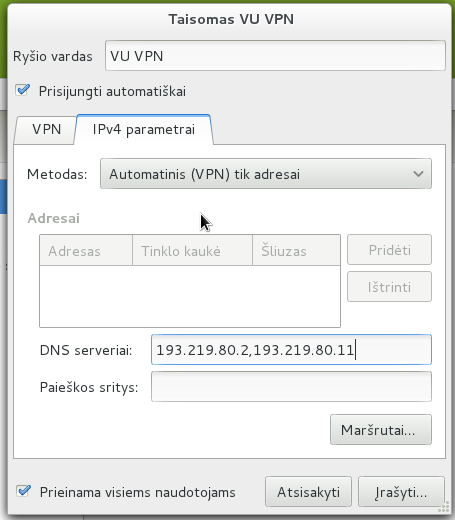 Taisomas VU VPN
Ryšio vardas VU VPN
Prisijungti automatiškai
VPN IPv4 parametrai
Metodas: Automatinis (VPN) tik adresai
Adresai
Adresas Tinklo kaukė Šliuzas Pridėti
Ištrinti
DNS serveriai: 193.219.80.2,193.219.80.11
Paieškos sritys:
Maršrutai...
Prieinama visiems naudotojams Atsisakyti Įrašyti...